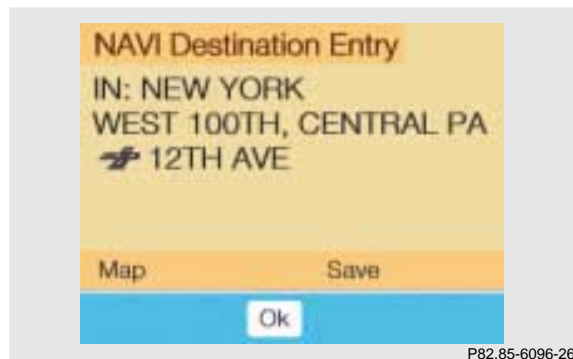 NAVI Destination Entry
IN: NEW YORK
WEST 100TH, CENTRAL PA
12TH AVE
Map Save
Ok
P82.85-6096-26